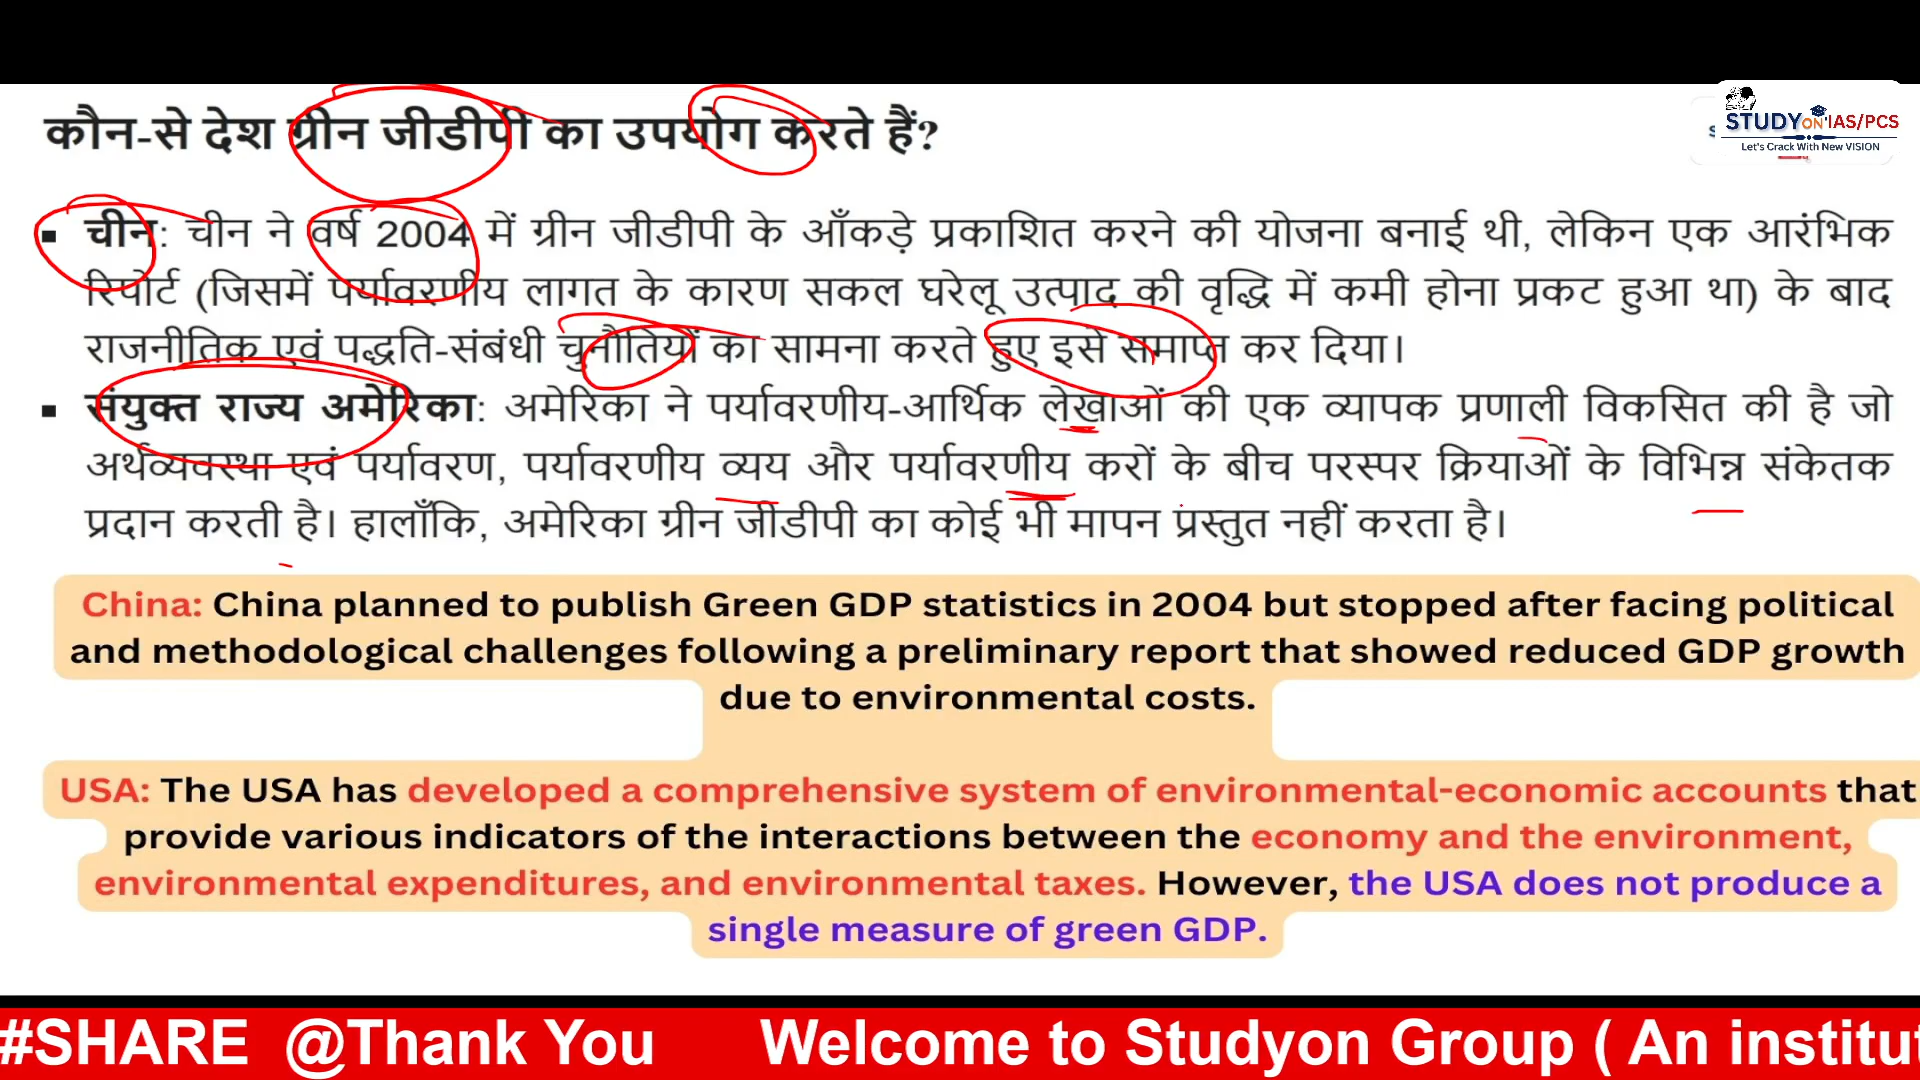 कौन-से देश ग्रीन जीडीपी का उपयोग करते हैं?
STUDY ON IAS/PCS
Let's Crack With New VISION
▪ चीन: चीन ने वर्ष 2004 में ग्रीन जीडीपी के आँकड़े प्रकाशित करने की योजना बनाई थी, लेकिन एक आरंभिक
रिपोर्ट (जिसमें पर्यावरणीय लागत के कारण सकल घरेलू उत्पाद की वृद्धि में कमी होना प्रकट हुआ था) के बाद
राजनीतिक एवं पद्धति-संबंधी चुनौतियों का सामना करते हुए इसे समाप्त कर दिया।
▪ संयुक्त राज्य अमेरिका: अमेरिका ने पर्यावरणीय-आर्थिक लेखाओं की एक व्यापक प्रणाली विकसित की है जो
अर्थव्यवस्था एवं पर्यावरण, पर्यावरणीय व्यय और पर्यावरणीय करों के बीच परस्पर क्रियाओं के विभिन्न संकेतक
प्रदान करती है। हालाँकि, अमेरिका ग्रीन जीडीपी का कोई भी मापन प्रस्तुत नहीं करता है।
China: China planned to publish Green GDP statistics in 2004 but stopped after facing political
and methodological challenges following a preliminary report that showed reduced GDP growth
due to environmental costs.
USA: The USA has developed a comprehensive system of environmental-economic accounts that
provide various indicators of the interactions between the economy and the environment,
environmental expenditures, and environmental taxes. However, the USA does not produce a
single measure of green GDP.
#SHARE @Thank You Welcome to Studyon Group ( An institut